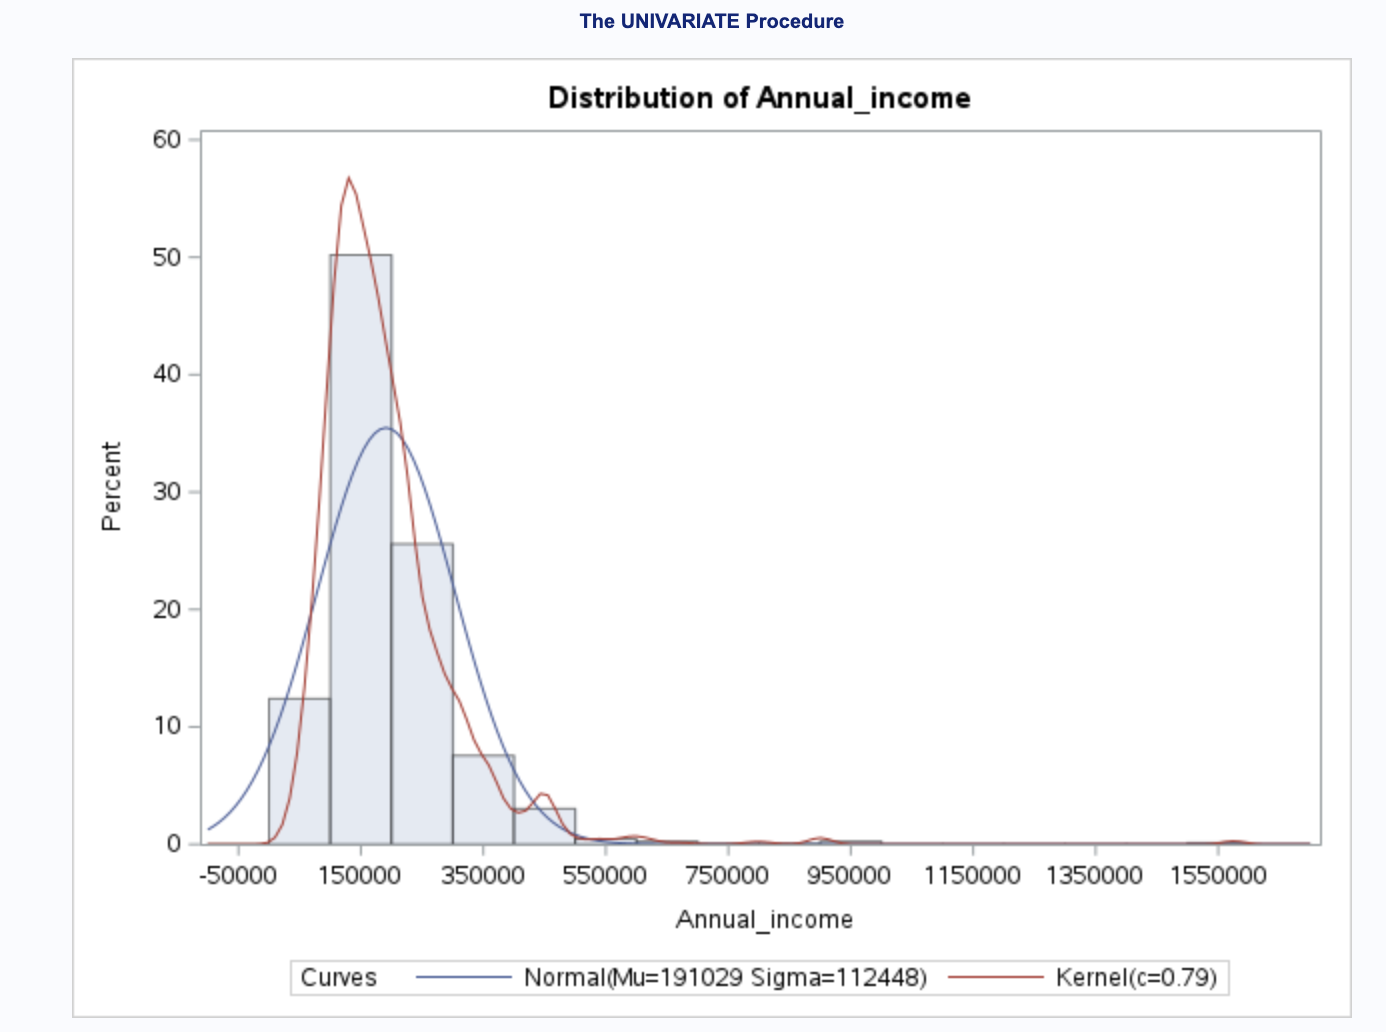 The UNIVARIATE Procedure
Distribution of Annual_income
60
50
40
30
20
10
0
Percent
-50000 150000 350000 550000 750000 950000 1150000 1350000 1550000
Annual_income
Curves Normal(Mu=191029 Sigma=112448) Kernel(c=0.79)